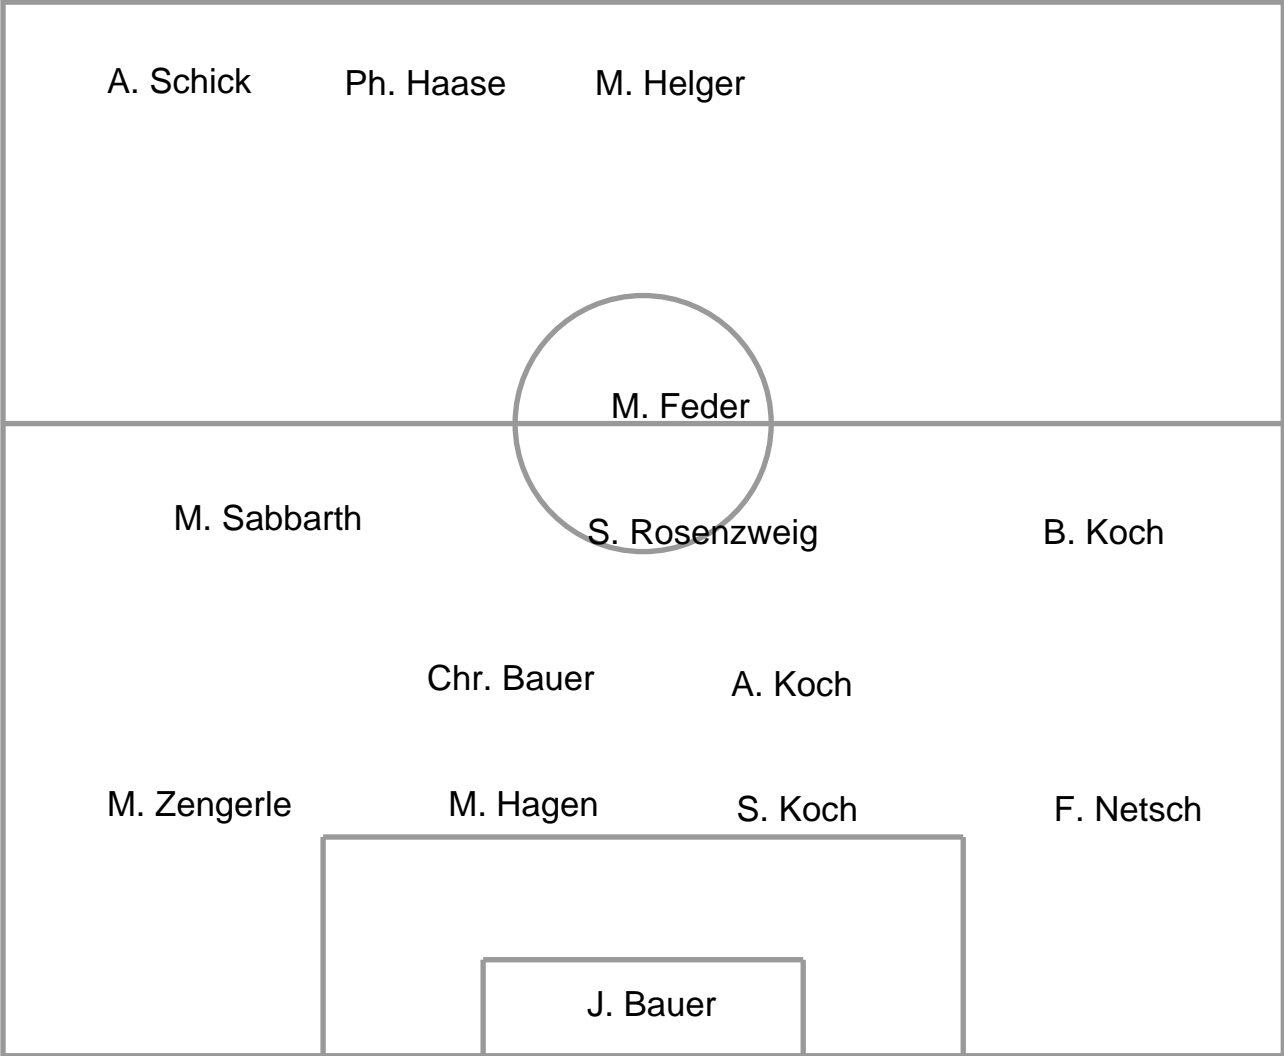 A. Schick Ph. Haase M. Helger
M. Feder
M. Sabbarth S. Rosenzweig B. Koch
Chr. Bauer A. Koch
M. Zengerle M. Hagen S. Koch F. Netsch
J. Bauer